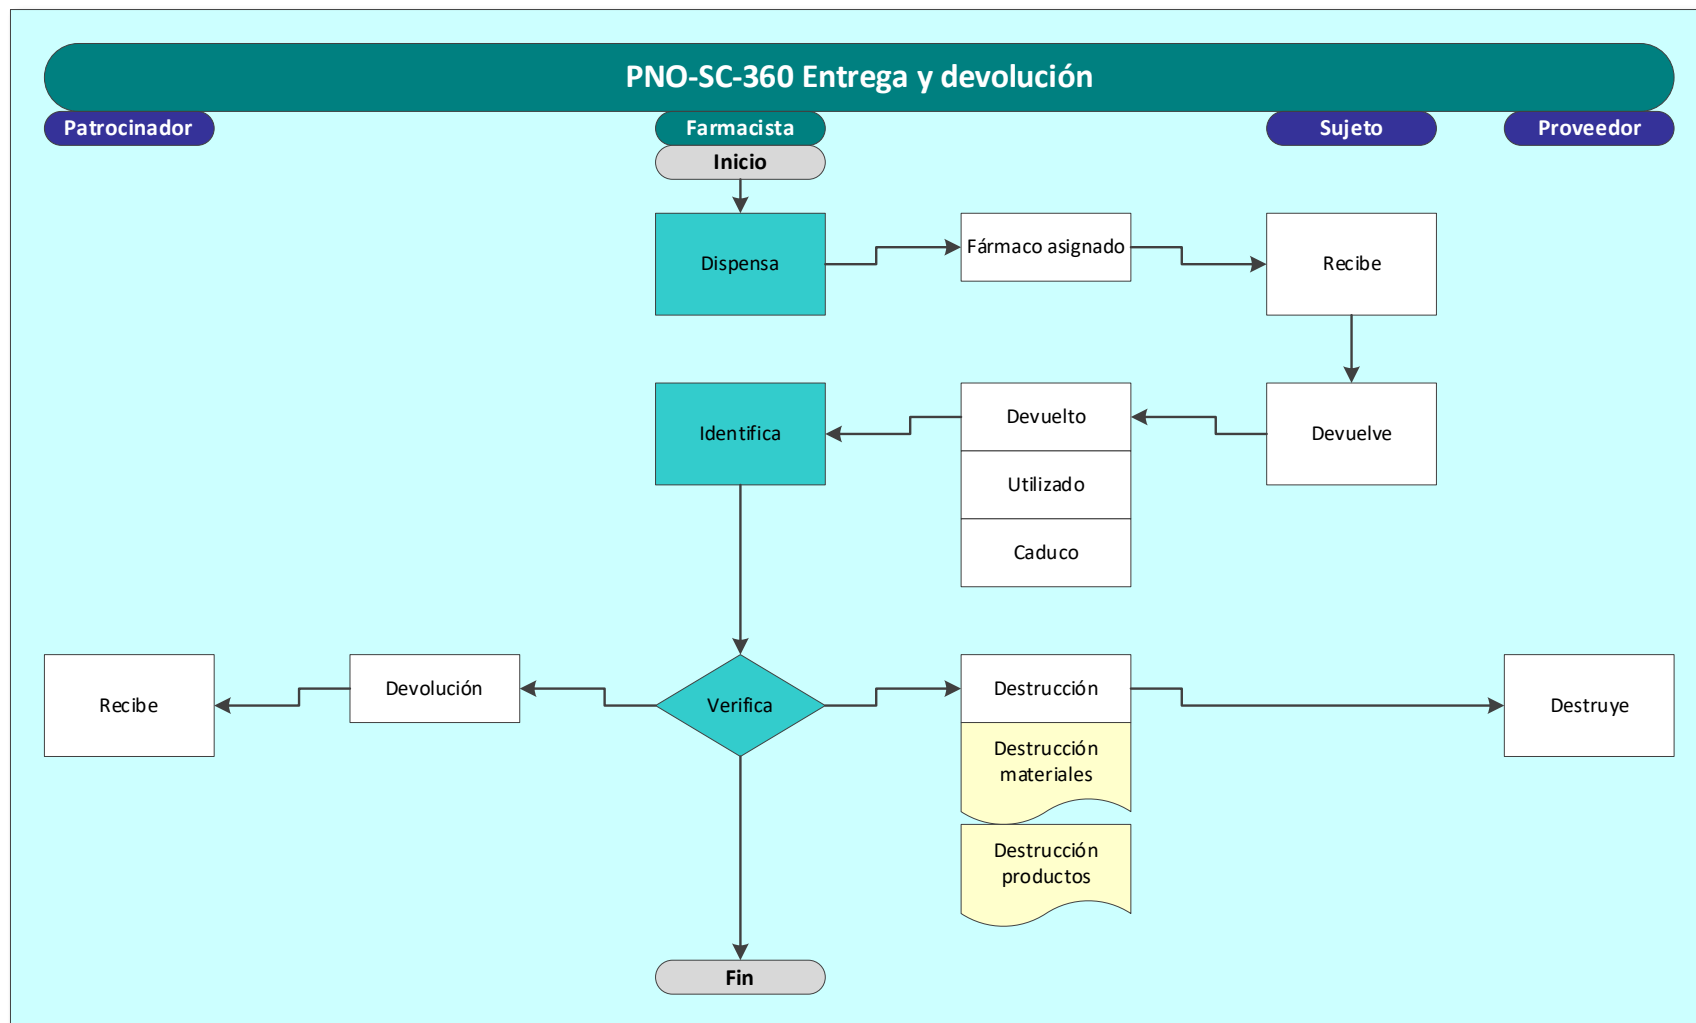 PNO-SC-360 Entrega y devolución
Patrocinador
Farmacista
Sujeto
Proveedor
Inicio
Dispensa
Fármaco asignado
Recibe
Identifica
Devuelto
Devuelve
Utilizado
Caduco
Recibe
Devolución
Verifica
Destrucción
Destruye
Destrucción
materiales
Destrucción
productos
Fin